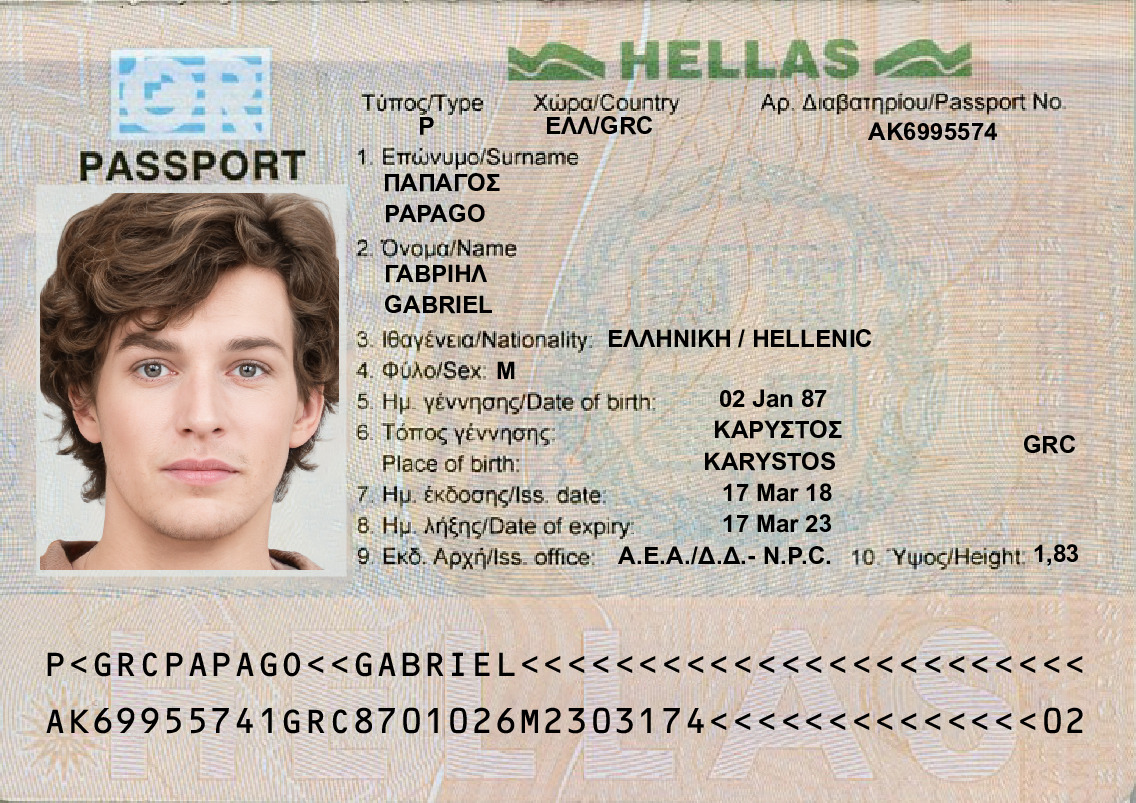 GR
HELLAS
PASSPORT
Τύπος/Type Χώρα/Country Αρ. Διαβατηρίου/Passport No.
P ΕΛΛ/GRC AK6995574
1. Επώνυμο/Surname
ΠΑΠΑΓΟΣ
PAPAGO
2. Όνομα/Name
ΓΑΒΡΙΗΛ
GABRIEL
3. Ιθαγένεια/Nationality: ΕΛΛΗΝΙΚΗ / HELLENIC
4. Φύλο/Sex: M
5. Ημ. γέννησης/Date of birth: 02 Jan 87
6. Τόπος γέννησης: ΚΑΡΥΣΤΟΣ
Place of birth: KARYSTOS GRC
7. Ημ. έκδοσης/Iss. date: 17 Mar 18
8. Ημ. λήξης/Date of expiry: 17 Mar 23
9 Εκδ. Αρχή/Iss. office: Α.Ε.Α./Δ.Δ.- N.P.C. 10. Ύψος/Height: 1,83
HELLAS
P<GRCPAPAGO<<GABRIEL<<<<<<<<<<<<<<<<<<<<<<<<
AK69955741GRC8701026M2303174<<<<<<<<<<<<<<02